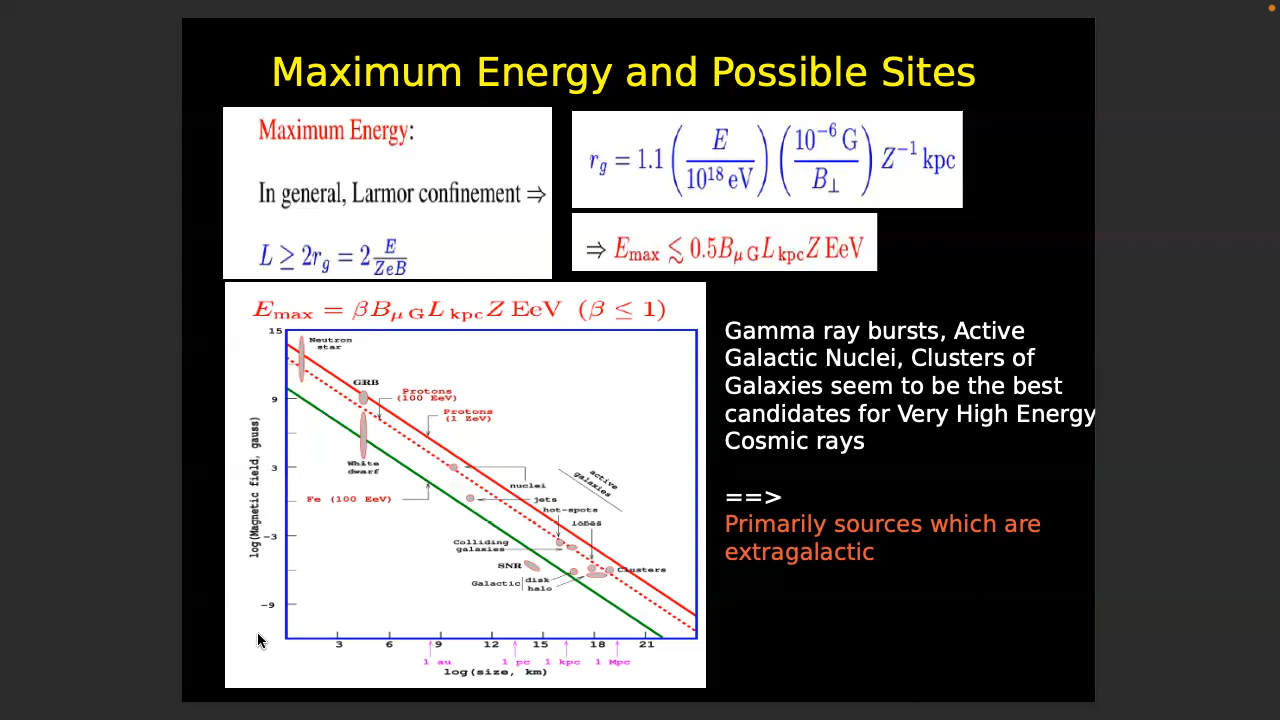 Maximum Energy and Possible Sites
Maximum Energy:
In general, Larmor confinement ⇒
L ≥ 2r_g = 2 E/ZeB
r_g = 1.1 (E/10^18 eV) (10^−6 G/B⊥) Z^−1 kpc
⇒ E_max ≲ 0.5B_μG L_kpc Z EeV
E_max = βB_μG L_kpc Z EeV (β ≤ 1)
15
9
3
−3
−9
log(Magnetic field, gauss)
Neutron
star
GRB
Protons
(100 EeV)
Protons
(1 ZeV)
White
dwarf
Fe (100 EeV)
nuclei
jets
hot-spots
lobes
active
galaxies
Colliding
galaxies
SNR
Galactic
disk
halo
Clusters
3 6 9 12 15 18 21
1 au 1 pc 1 kpc 1 Mpc
log(size, km)
Gamma ray bursts, Active
Galactic Nuclei, Clusters of
Galaxies seem to be the best
candidates for Very High Energy
Cosmic rays
==>
Primarily sources which are
extragalactic